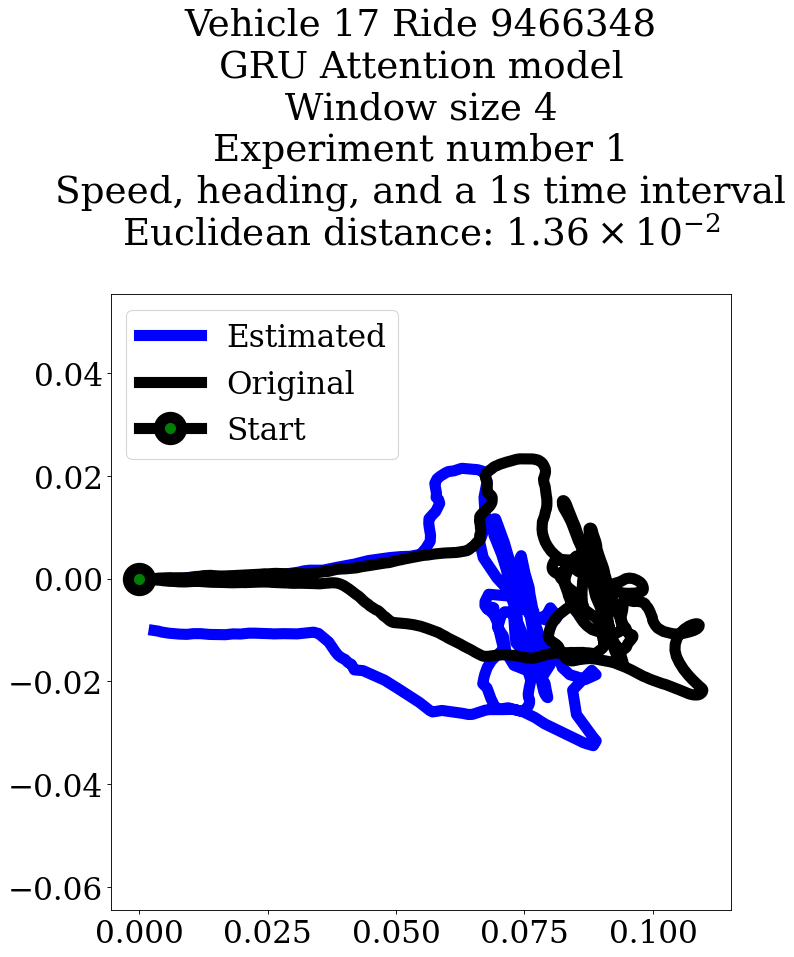 Vehicle 17 Ride 9466348
GRU Attention model
Window size 4
Experiment number 1
Speed, heading, and a 1s time interval
Euclidean distance: 1.36 × 10⁻²
Estimated
Original
Start
0.04
0.02
0.00
−0.02
−0.04
−0.06
0.000 0.025 0.050 0.075 0.100